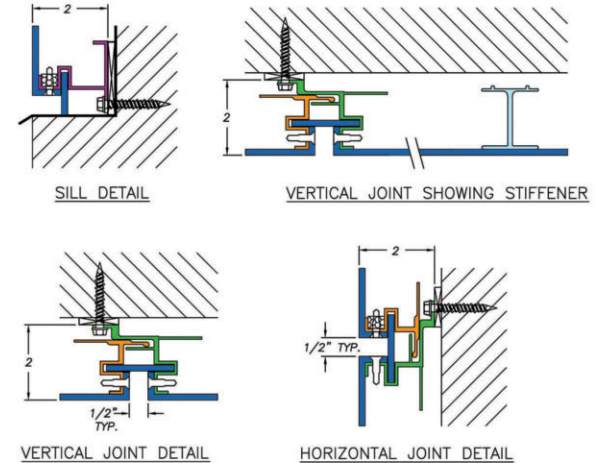 2
2
SILL DETAIL
VERTICAL JOINT SHOWING STIFFENER
2
2
1/2" TYP.
1/2"
TYP.
VERTICAL JOINT DETAIL
HORIZONTAL JOINT DETAIL